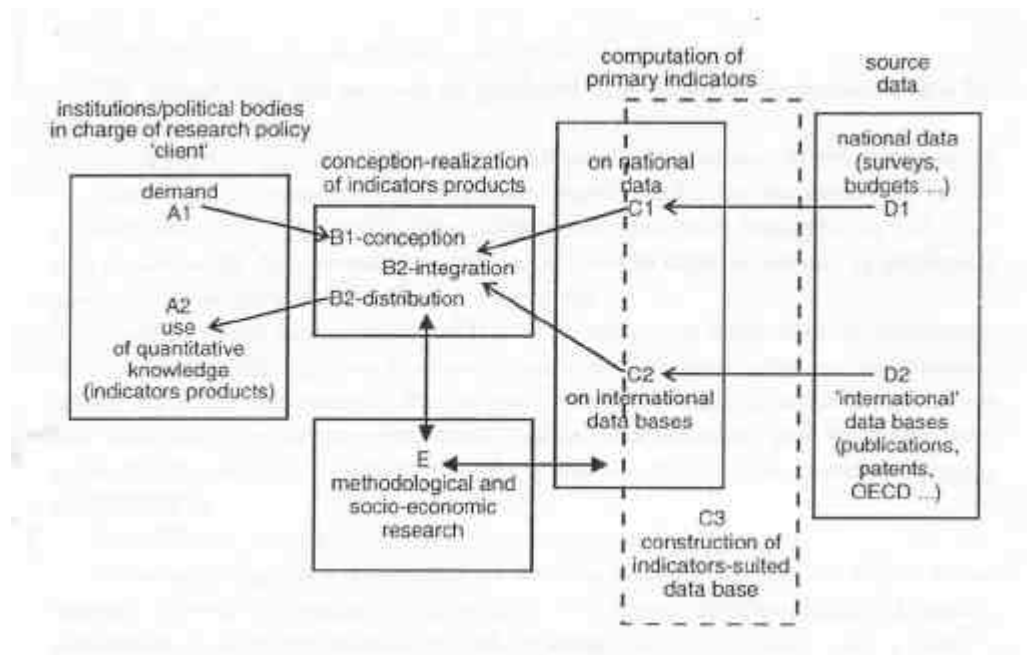 institutions/political bodies
in charge of research policy
'client'
demand
A1
A2
use
of quantitative
knowledge
(indicators products)
conception-realization
of indicators products
B1-conception
B2-integration
B2-distribution
E
methodological and
socio-economic
research
computation of
primary indicators
on national
data
C1
C2
on international
data bases
C3
construction of
indicators-suited
data base
source
data
national data
(surveys,
budgets ...)
D1
D2
'international'
data bases
(publications,
patents,
OECD ...)